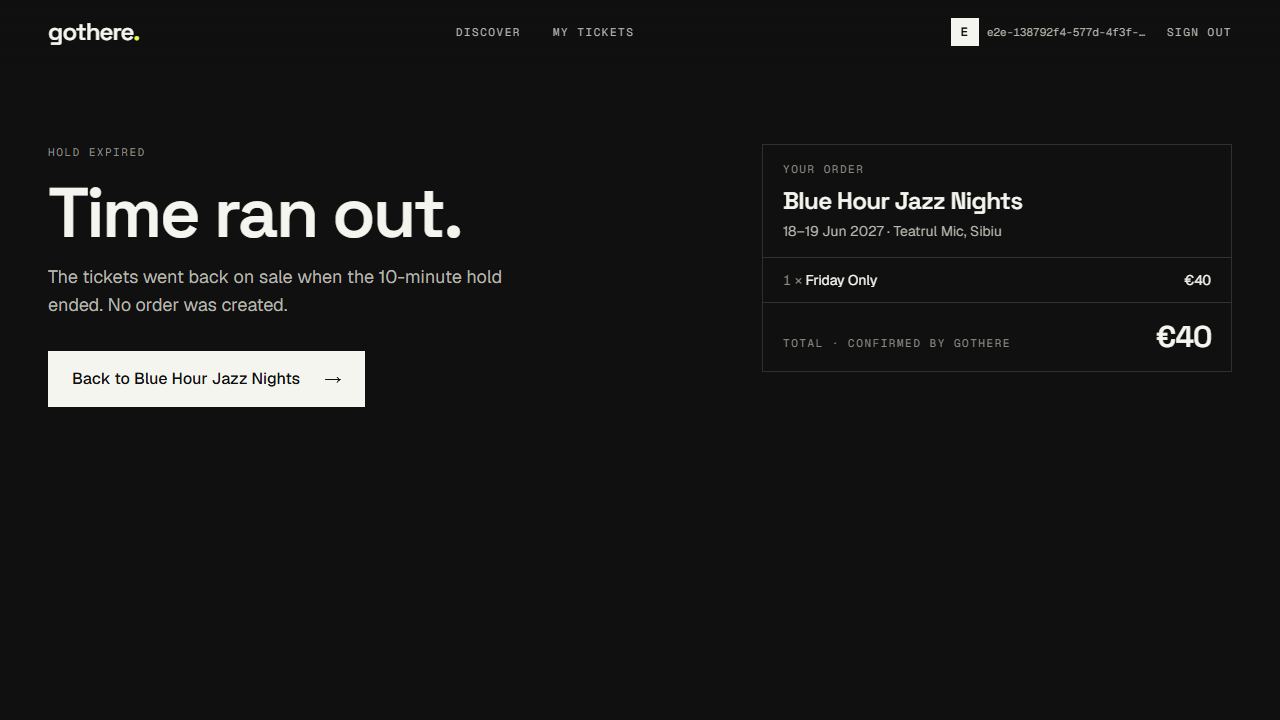 gothere.
DISCOVER
MY TICKETS
E
e2e-138792f4-577d-4f3f-…
SIGN OUT
HOLD EXPIRED
Time ran out.
The tickets went back on sale when the 10-minute hold
ended. No order was created.
Back to Blue Hour Jazz Nights →
YOUR ORDER
Blue Hour Jazz Nights
18–19 Jun 2027 · Teatrul Mic, Sibiu
1 × Friday Only €40
TOTAL · CONFIRMED BY GOTHERE €40